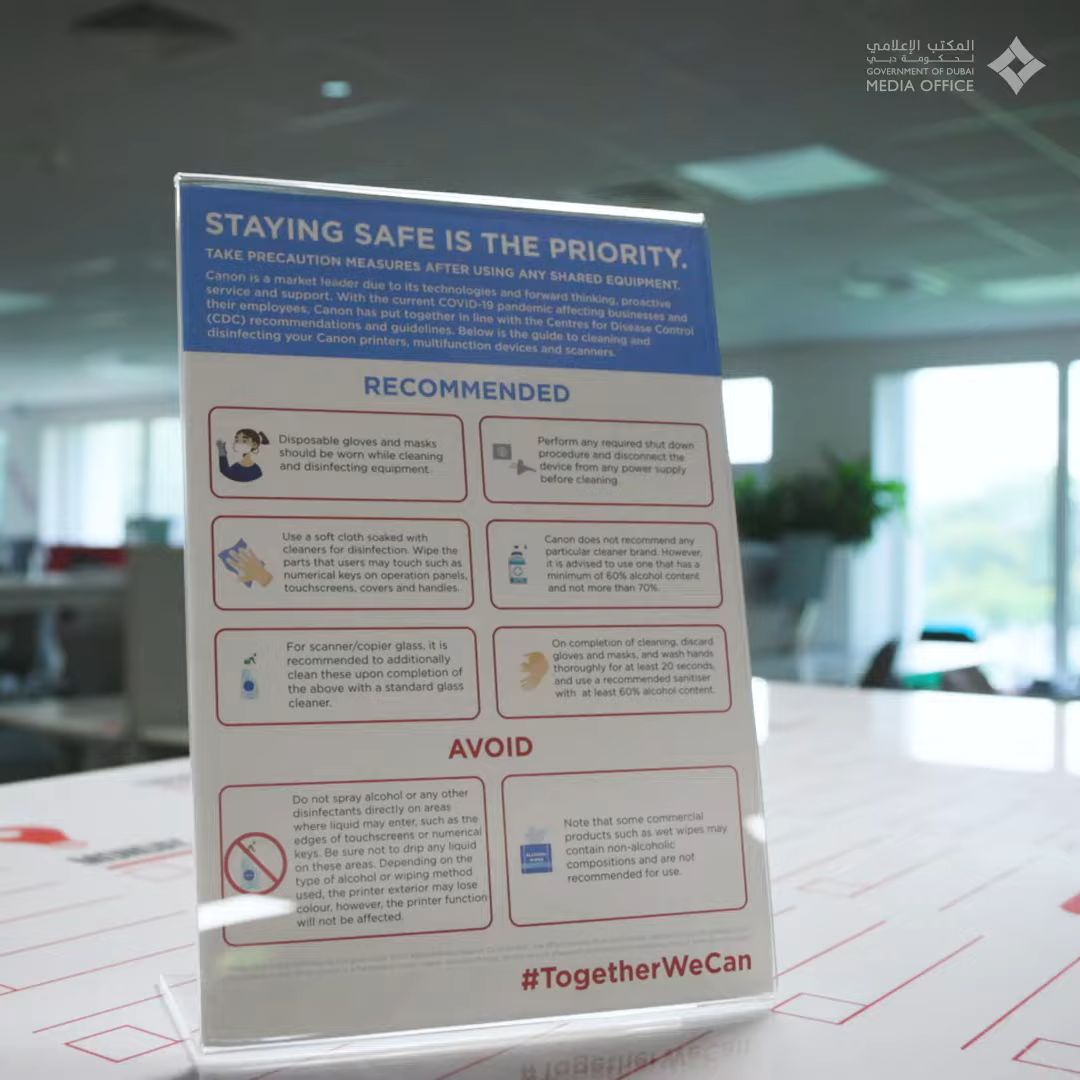 المكتب الإعلامي
لحكومة دبي
GOVERNMENT OF DUBAI
MEDIA OFFICE
STAYING SAFE IS THE PRIORITY.
TAKE PRECAUTION MEASURES AFTER USING ANY SHARED EQUIPMENT.
Canon is a market leader due to its technologies and forward thinking, proactive
service and support. With the current COVID-19 pandemic affecting businesses and
their employees, Canon has put together in line with the Centres for Disease Control
(CDC) recommendations and guidelines. Below is the guide to cleaning and
disinfecting your Canon printers, multifunction devices and scanners.
RECOMMENDED
Disposable gloves and masks
should be worn while cleaning
and disinfecting equipment.
Perform any required shut down
procedure and disconnect the
device from any power supply
before cleaning.
Use a soft cloth soaked with
cleaners for disinfection. Wipe the
parts that users may touch such as
numerical keys on operation panels,
touchscreens, covers and handles.
Canon does not recommend any
particular cleaner brand. However,
it is advised to use one that has a
minimum of 60% alcohol content
and not more than 70%.
For scanner/copier glass, it is
recommended to additionally
clean these upon completion of
the above with a standard glass
cleaner.
On completion of cleaning, discard
gloves and masks, and wash hands
thoroughly for at least 20 seconds,
and use a recommended sanitiser
with at least 60% alcohol content.
AVOID
Do not spray alcohol or any other
disinfectants directly on areas
where liquid may enter, such as the
edges of touchscreens or numerical
keys. Be sure not to drip any liquid
on these areas. Depending on the
type of alcohol or wiping method
used, the printer exterior may lose
colour, however, the printer function
will not be affected.
Note that some commercial
products such as wet wipes may
contain non-alcoholic
compositions and are not
recommended for use.
#TogetherWeCan